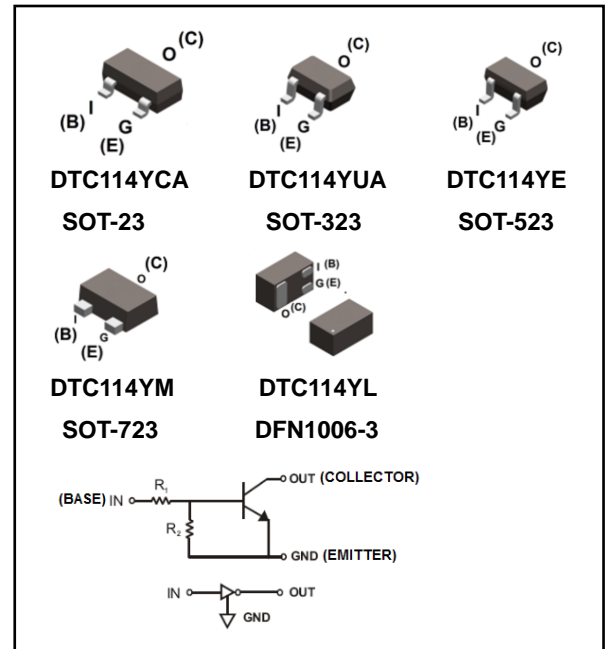 O (C)
O (C)
O (C)
(B) I
G
(E)
(B) I
G
(E)
(B) I
G
(E)
DTC114YCA DTC114YUA DTC114YE
SOT-23 SOT-323 SOT-523
O (C)
I
(B)
G
(E)
I (B)
G (E)
O (C)
DTC114YM DTC114YL
SOT-723 DFN1006-3
OUT (COLLECTOR)
(BASE) IN R1
R2
GND (EMITTER)
IN OUT
GND